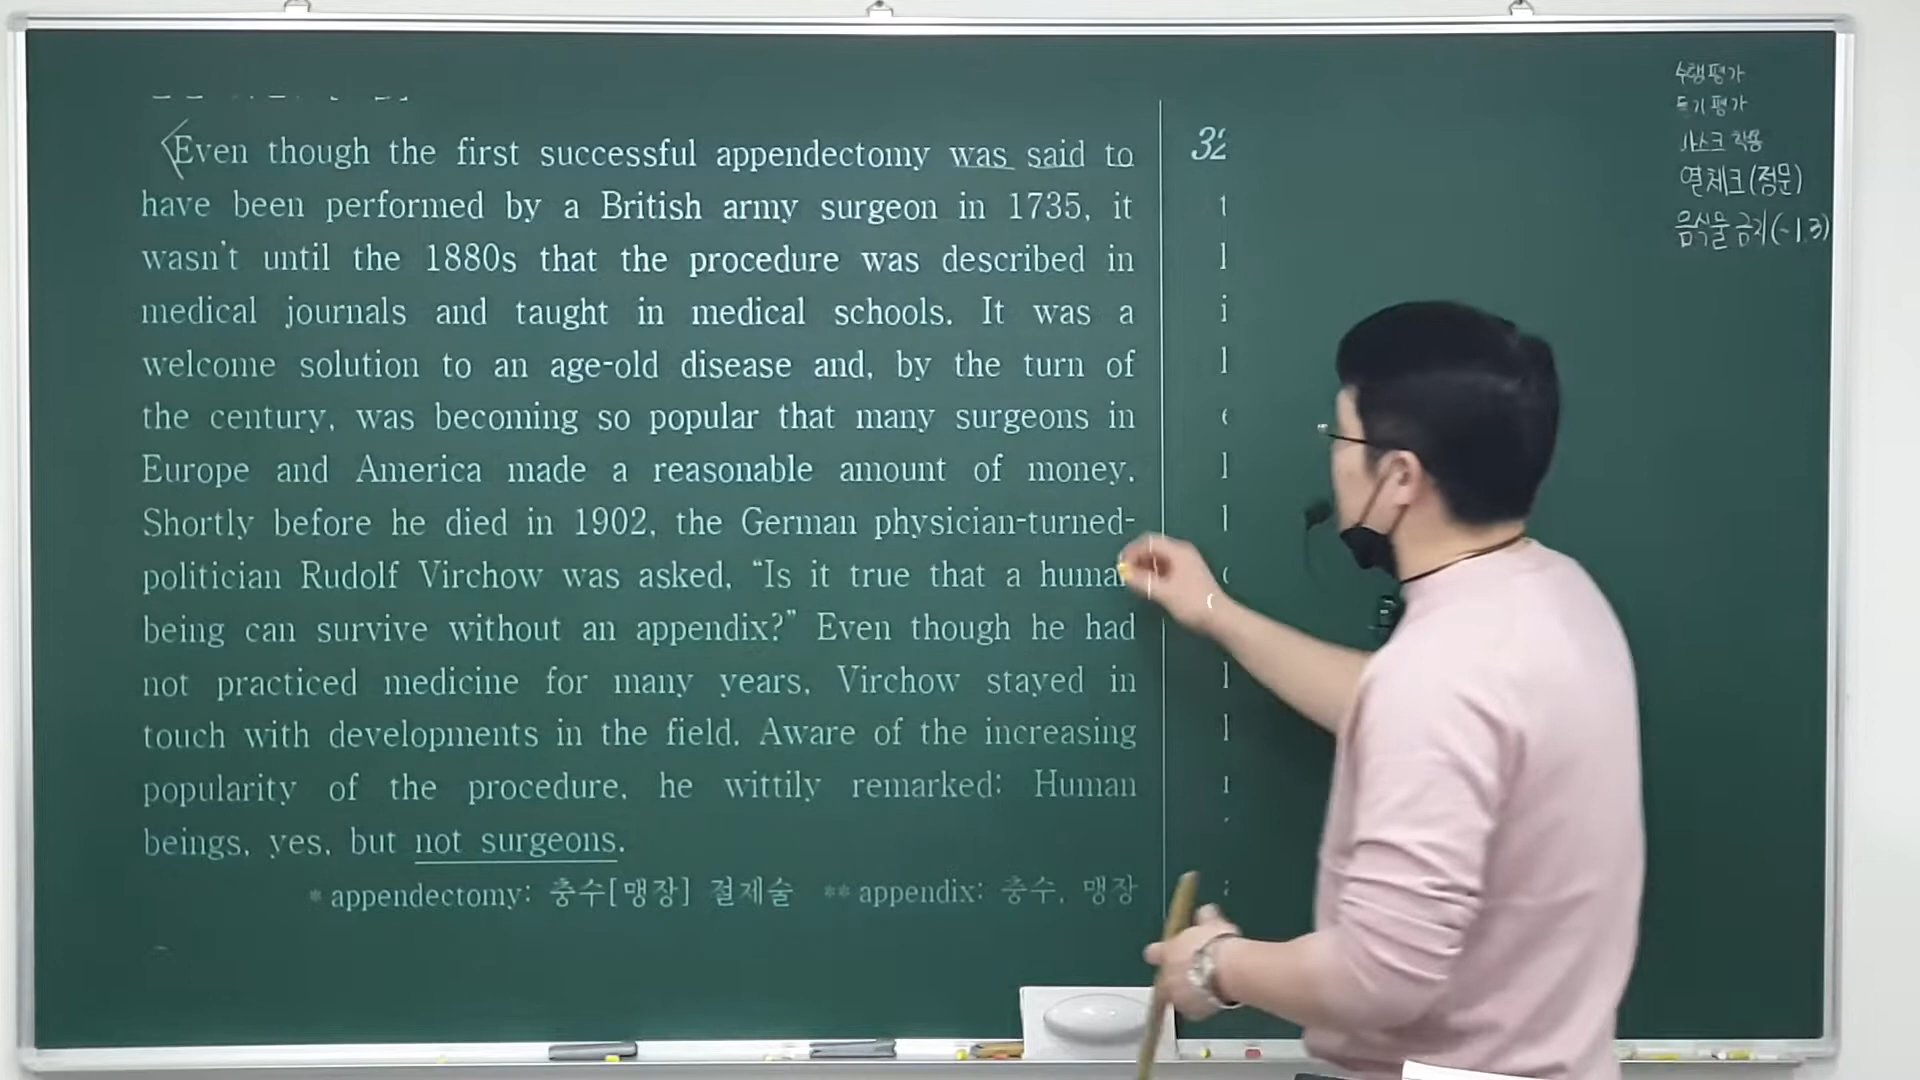 Even though the first successful appendectomy was said to
have been performed by a British army surgeon in 1735, it
wasn't until the 1880s that the procedure was described in
medical journals and taught in medical schools. It was a
welcome solution to an age-old disease and, by the turn of
the century, was becoming so popular that many surgeons in
Europe and America made a reasonable amount of money.
Shortly before he died in 1902, the German physician-turned-
politician Rudolf Virchow was asked, “Is it true that a human
being can survive without an appendix?” Even though he had
not practiced medicine for many years, Virchow stayed in
touch with developments in the field. Aware of the increasing
popularity of the procedure, he wittily remarked: Human
beings, yes, but not surgeons.
* appendectomy: 충수[맹장] 절제술 ** appendix: 충수, 맹장
32
수행평가
듣기평가
마스크 착용
열체크(정문)
음식물 금지(-1.3)